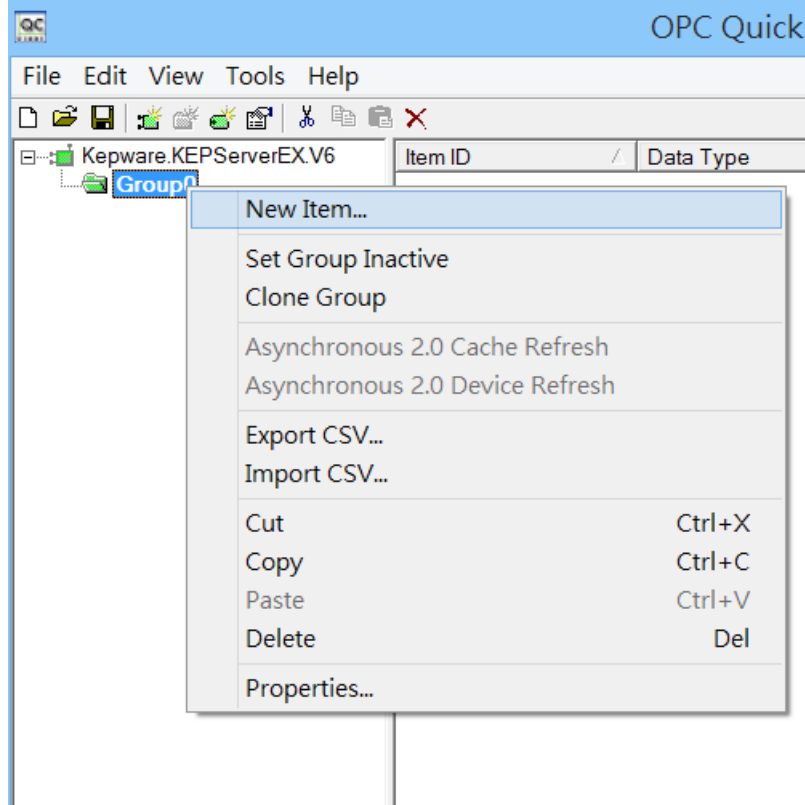 OPC Quick
File Edit View Tools Help
Kepware.KEPServerEX.V6
Item ID Data Type
Group0
New Item...
Set Group Inactive
Clone Group
Asynchronous 2.0 Cache Refresh
Asynchronous 2.0 Device Refresh
Export CSV...
Import CSV...
Cut Ctrl+X
Copy Ctrl+C
Paste Ctrl+V
Delete Del
Properties...